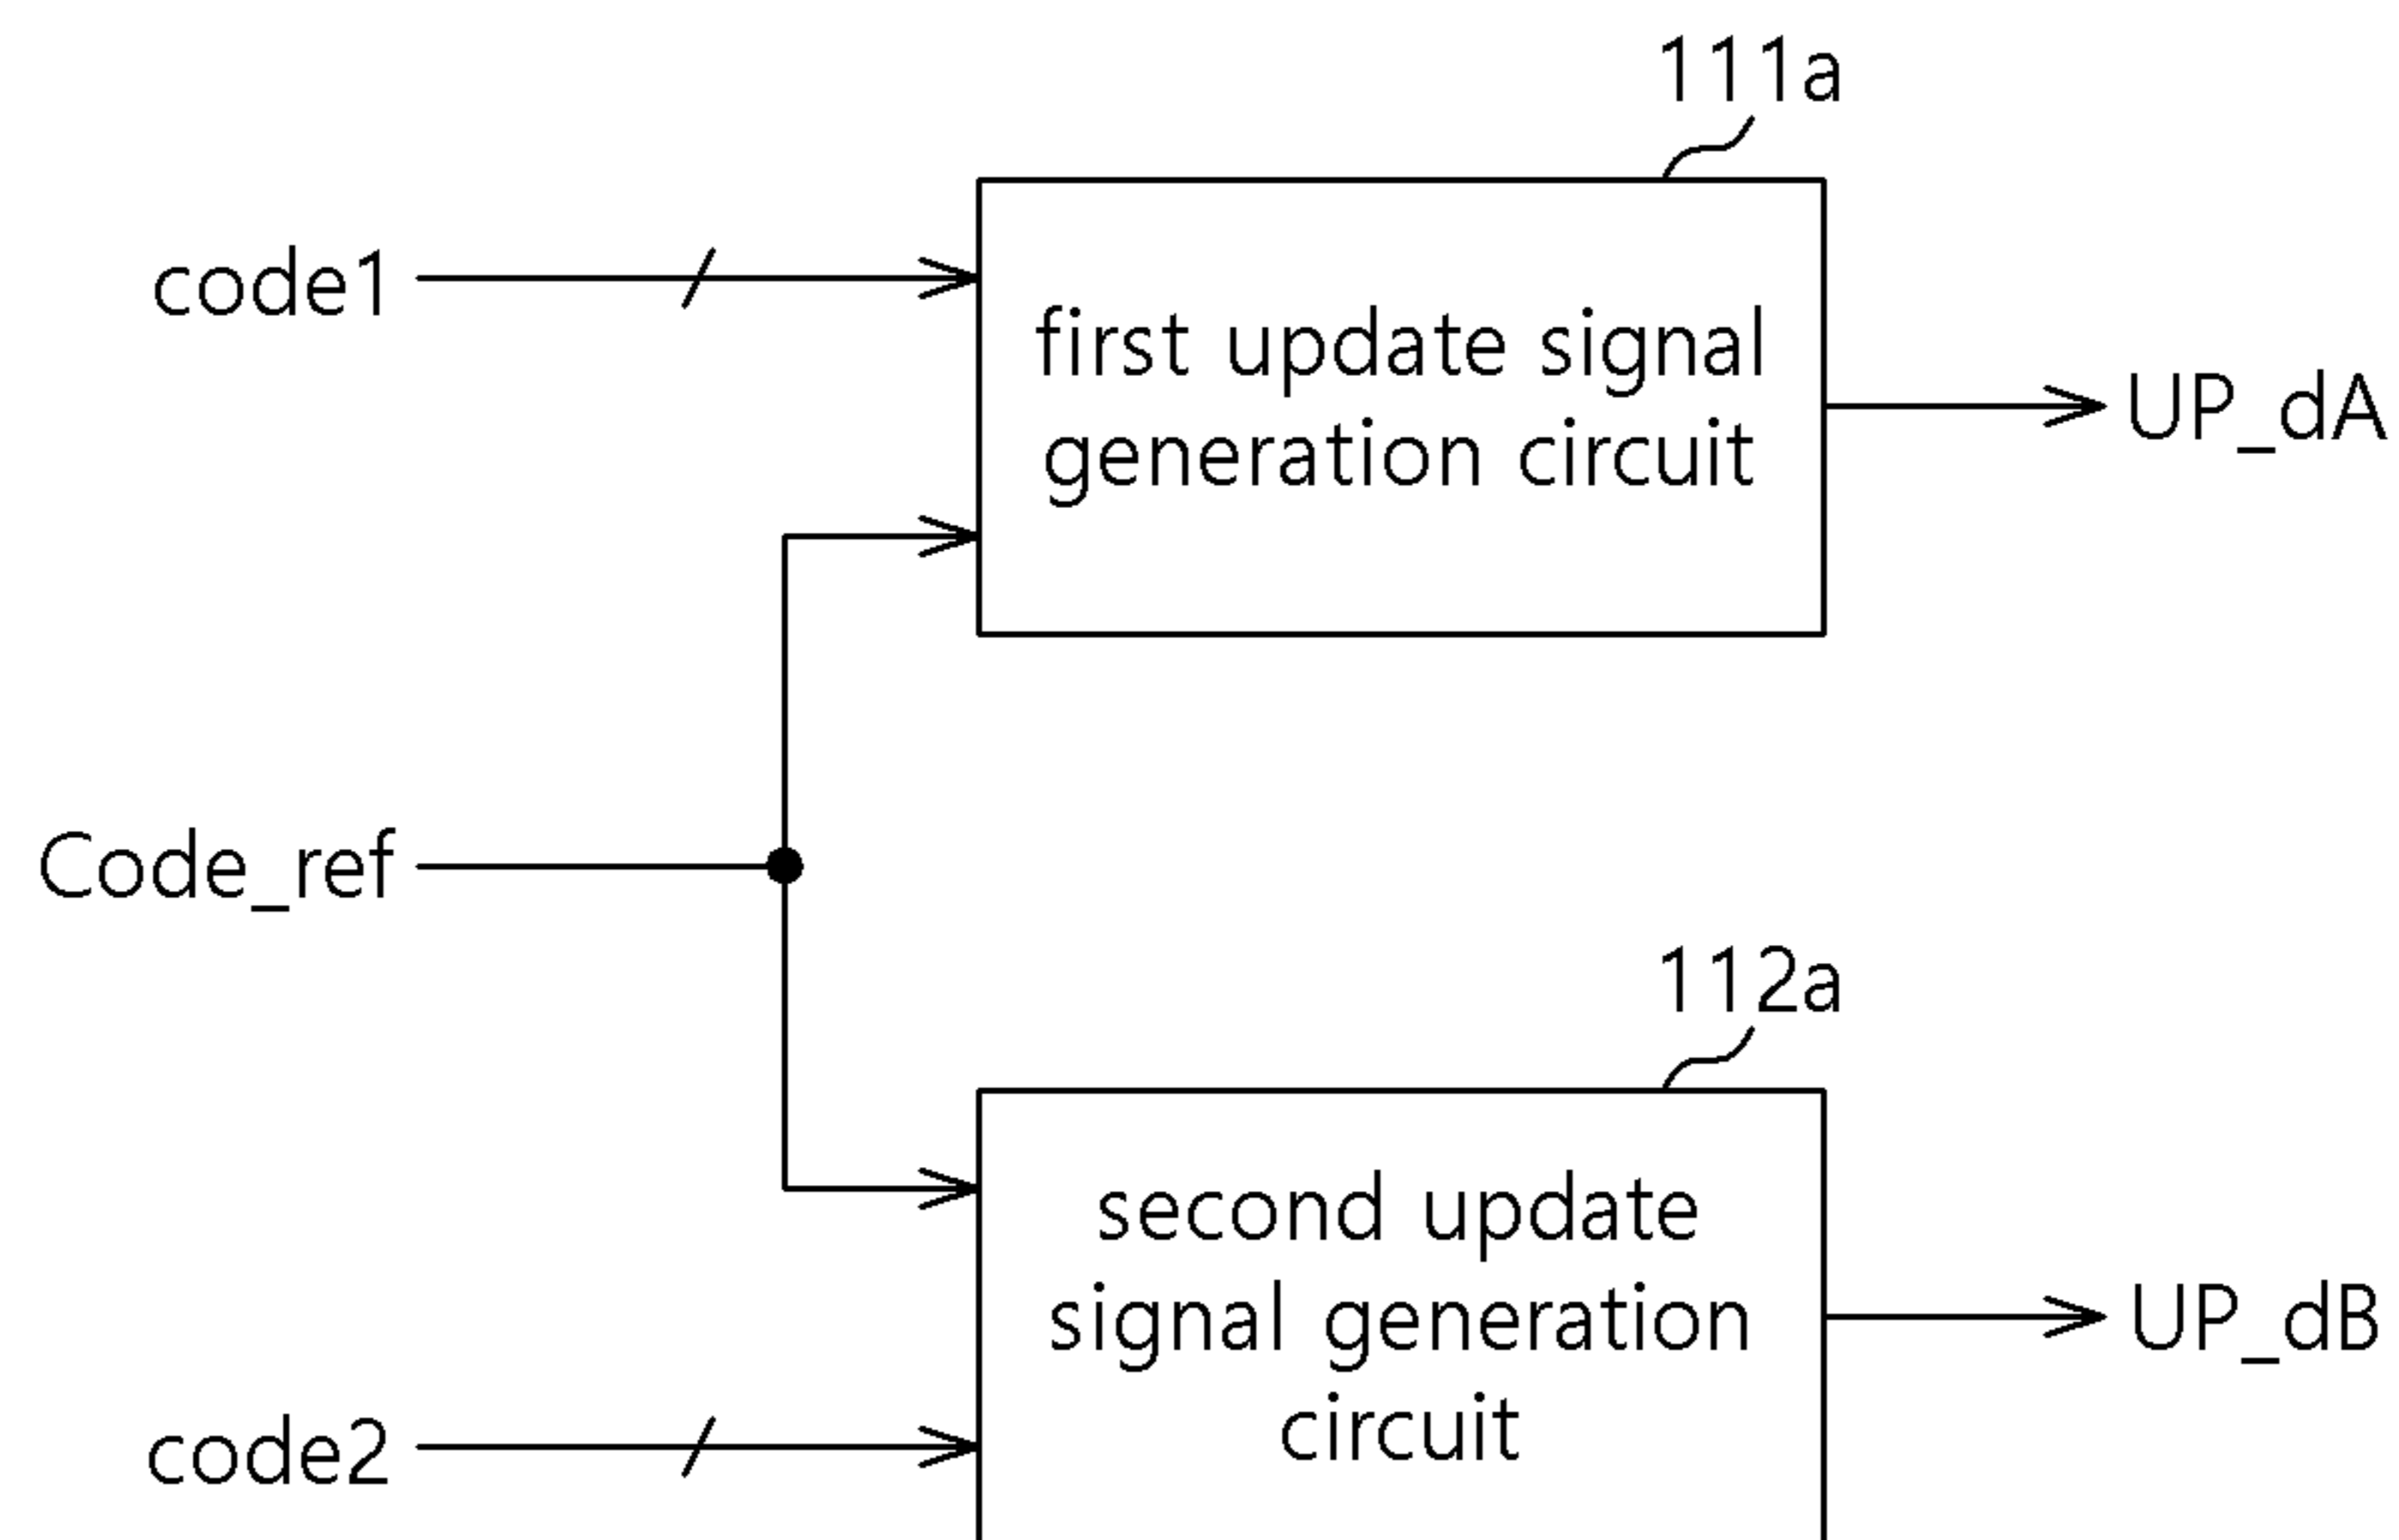 111a
code1
first update signal
generation circuit
UP_dA
Code_ref
112a
second update
signal generation
circuit
UP_dB
code2